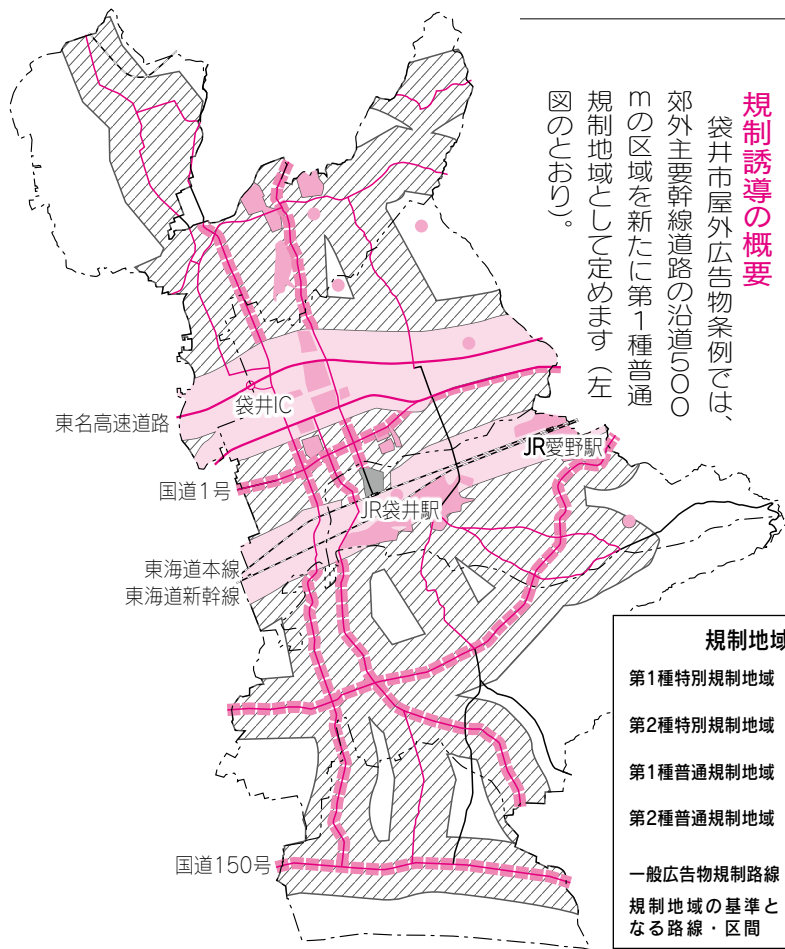 規制誘導の概要
袋井市屋外広告物条例では、
郊外主要幹線道路の沿道500
mの区域を新たに第1種普通
規制地域として定めます（左
図のとおり）。
袋井IC
東名高速道路
JR愛野駅
国道1号
JR袋井駅
東海道本線
東海道新幹線
国道150号
規制地域
第1種特別規制地域
第2種特別規制地域
第1種普通規制地域
第2種普通規制地域
一般広告物規制路線
規制地域の基準と
なる路線・区間